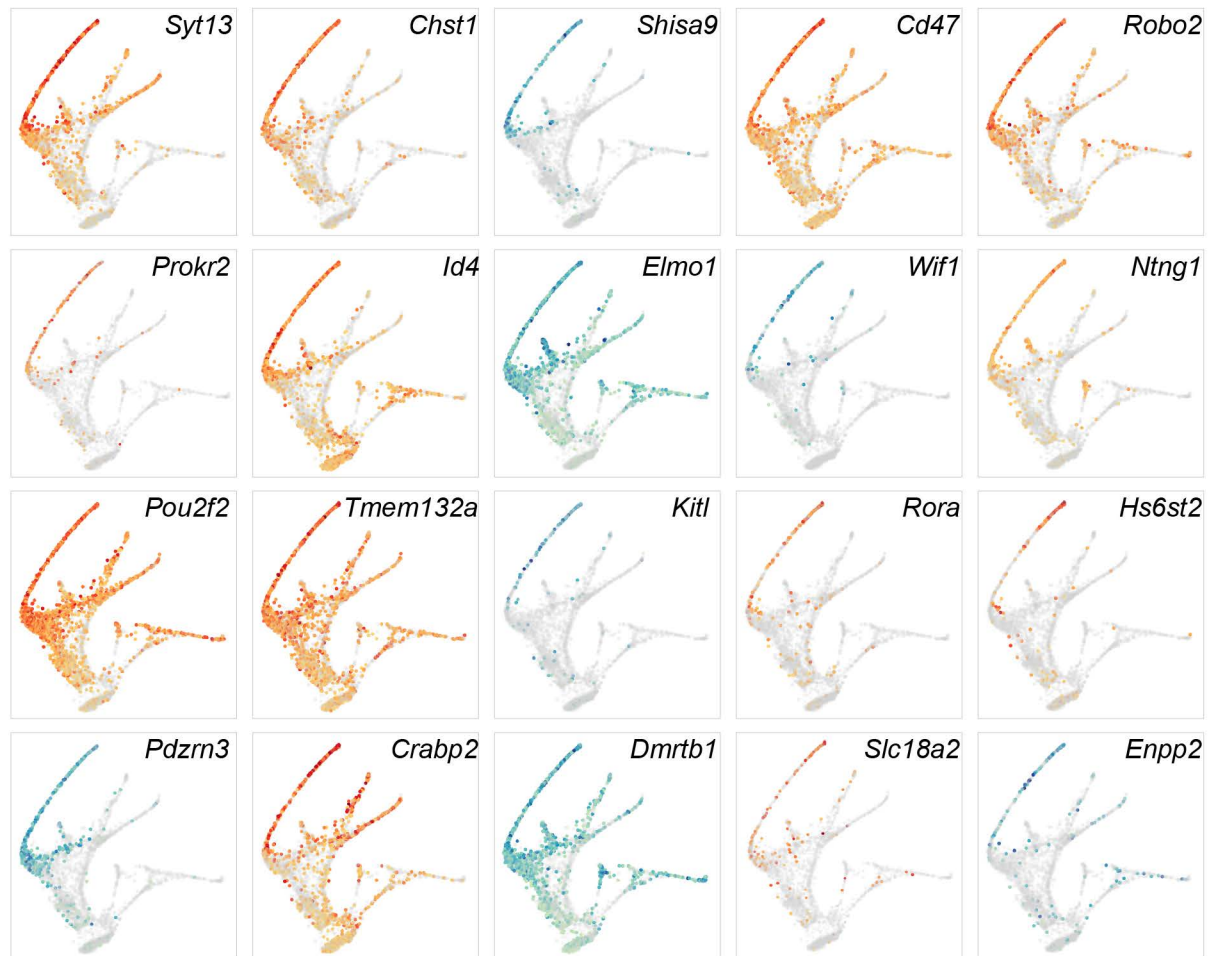 Syt13
Chst1
Shisa9
Cd47
Robo2
Prokr2
Id4
Elmo1
Wif1
Ntng1
Pou2f2
Tmem132a
Kitl
Rora
Hs6st2
Pdzrn3
Crabp2
Dmrtb1
Slc18a2
Enpp2